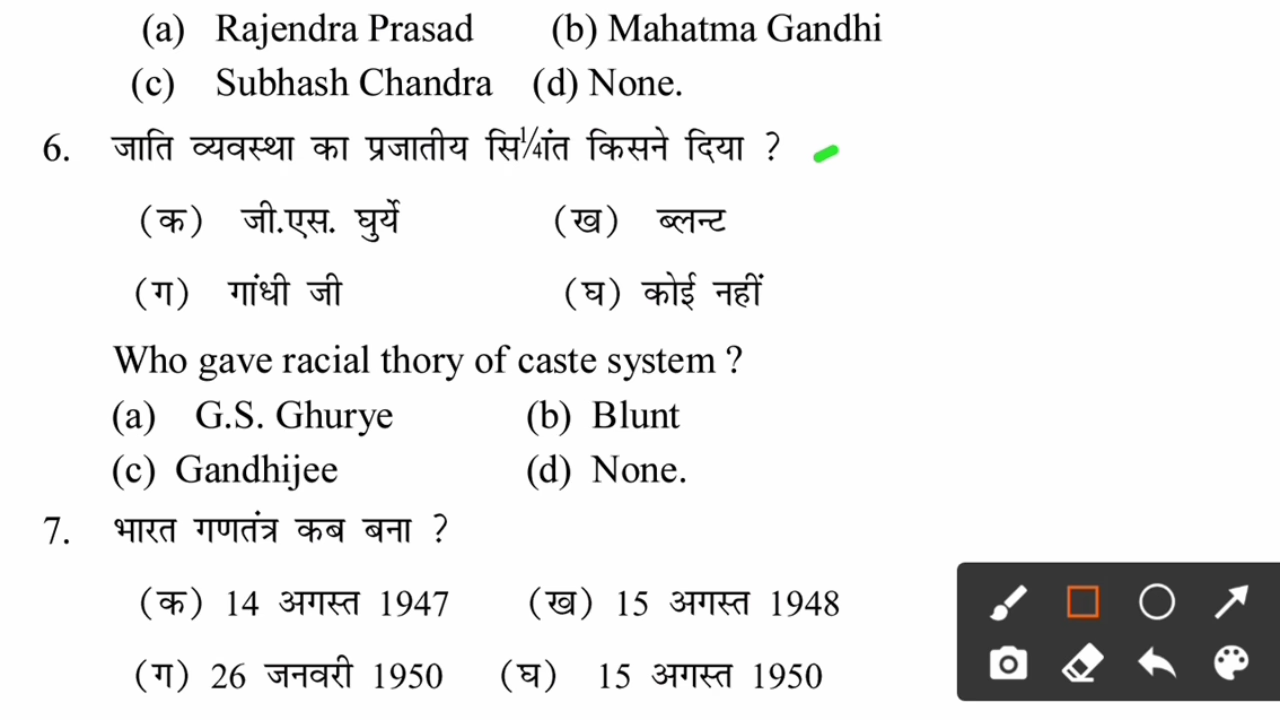 (a) Rajendra Prasad (b) Mahatma Gandhi
(c) Subhash Chandra (d) None.
6. जाति व्यवस्था का प्रजातीय सि¼ांत किसने दिया ?
(क) जी.एस. घुर्ये (ख) ब्लन्ट
(ग) गांधी जी (घ) कोई नहीं
Who gave racial thory of caste system ?
(a) G.S. Ghurye (b) Blunt
(c) Gandhijee (d) None.
7. भारत गणतंत्र कब बना ?
(क) 14 अगस्त 1947 (ख) 15 अगस्त 1948
(ग) 26 जनवरी 1950 (घ) 15 अगस्त 1950